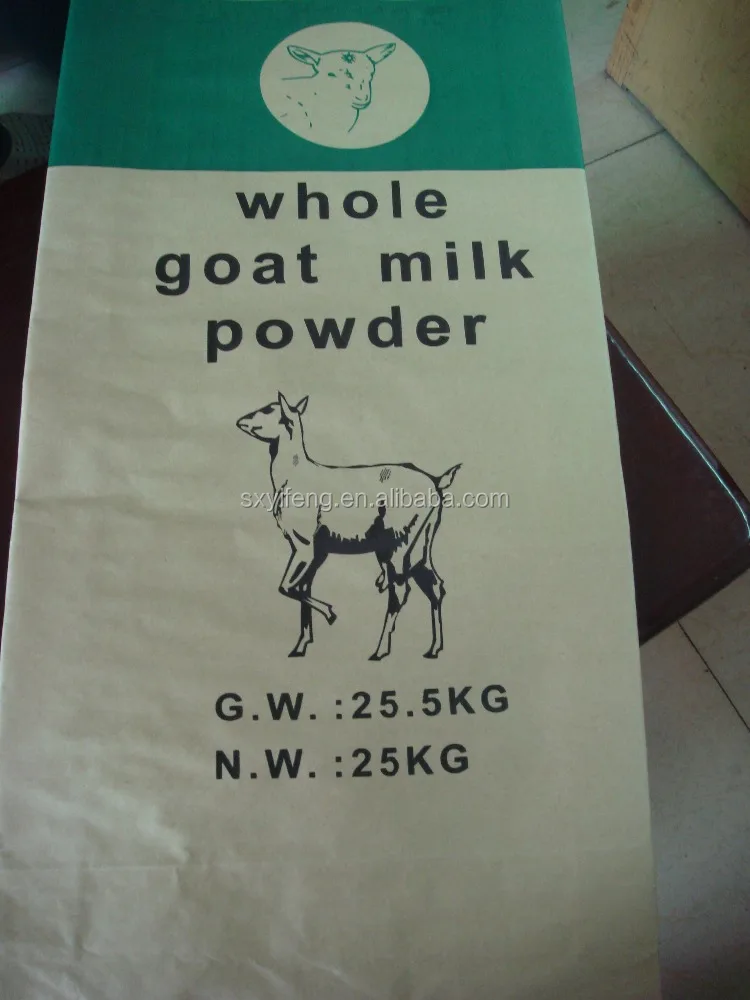 whole
goat milk
powder
sxyifeng.en.alibaba.com
G.W. :25.5KG
N.W. :25KG